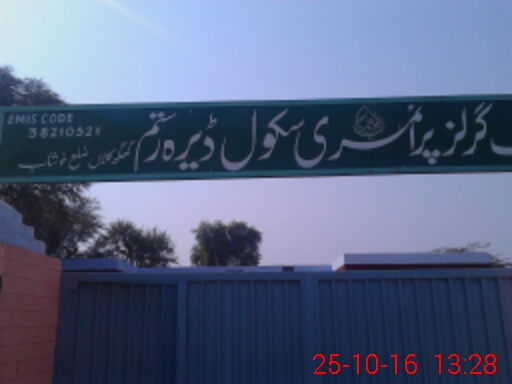 EMIS CODE
38210521
گرلز پرائمری سکول ڈیرہ رستم
ضلع خوشاب
25-10-16 13:28